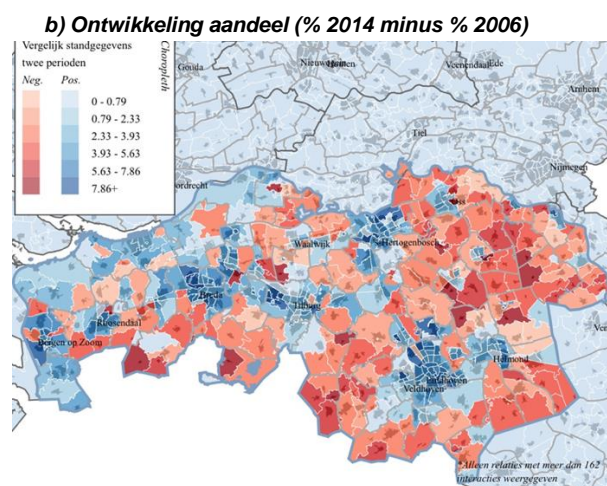 b) Ontwikkeling aandeel (% 2014 minus % 2006)
Vergelijk standgegevens
twee perioden
Choropleth
Neg. Pos.
0 - 0.79
0.79 - 2.33
2.33 - 3.93
3.93 - 5.63
5.63 - 7.86
7.86+
Gouda
Veenendaal
Ede
Arnhem
Tiel
Nijmegen
ordrecht
Oss
Waalwijk
Hertogenbosch
Breda
Tilburg
Roosendaal
Bergen op Zoom
Helmond
Eindhoven
Veldhoven
Ven
*Alleen relaties met meer dan 162
interacties weergegeven